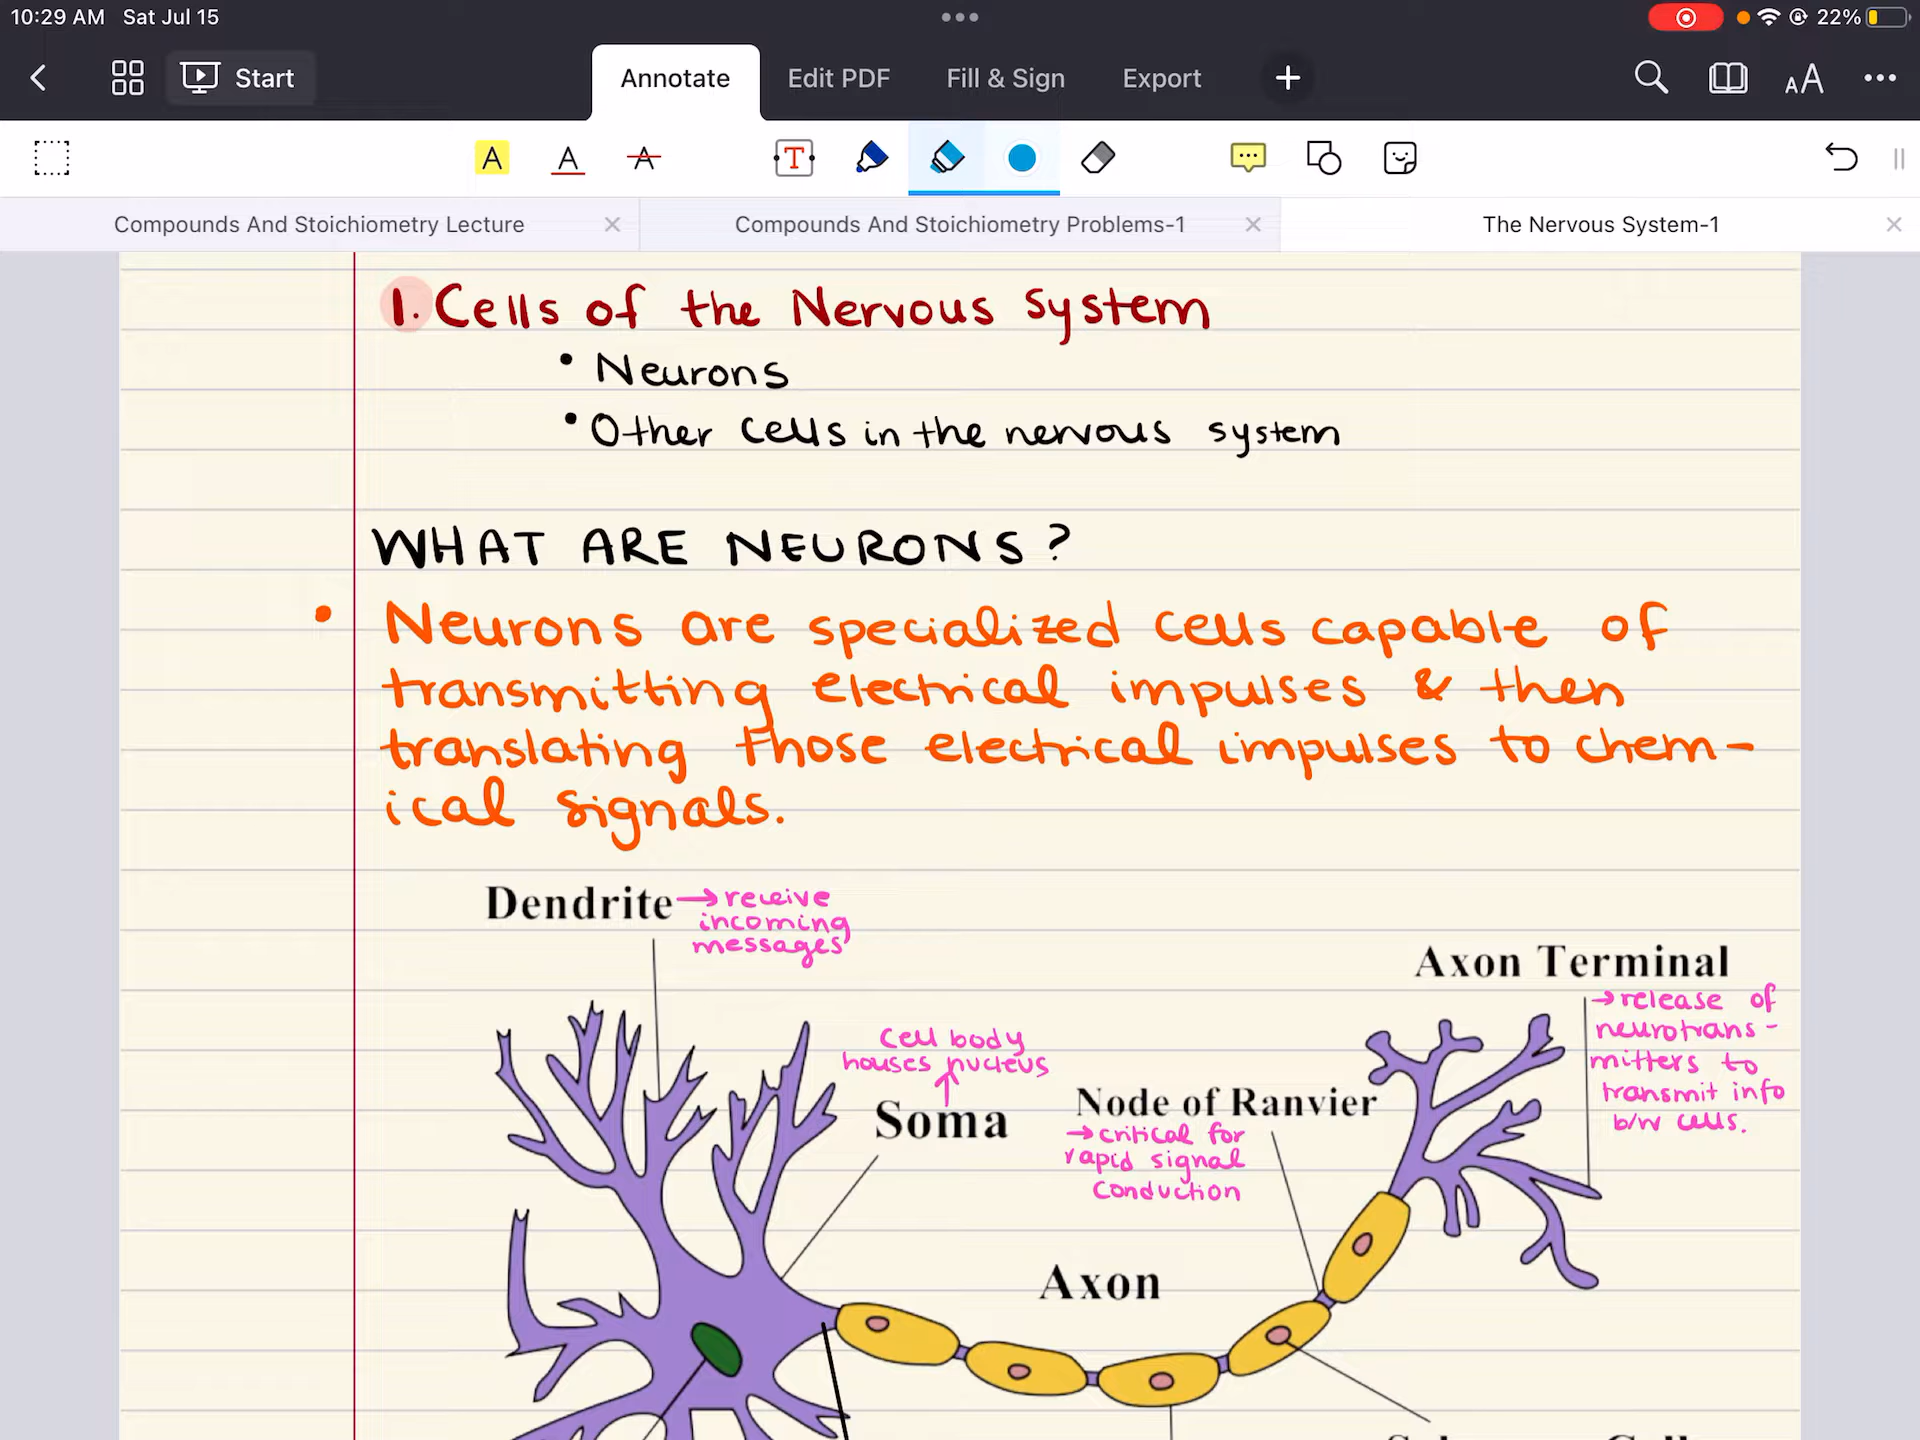 10:29 AM Sat Jul 15
22%
Start
Annotate
Edit PDF
Fill & Sign
Export
AA
A A A T
Compounds And Stoichiometry Lecture
Compounds And Stoichiometry Problems-1
The Nervous System-1
1. Cells of the Nervous System
• Neurons
• Other cells in the nervous system
WHAT ARE NEURONS?
• Neurons are specialized cells capable of
transmitting electrical impulses & then
translating those electrical impulses to chem-
ical signals.
Dendrite → receive
incoming
messages
Axon Terminal
→ release of
neurotrans-
mitters to
transmit info
b/w cells.
Cell body
houses nucleus
↑
Soma
Node of Ranvier
→ critical for
rapid signal
conduction
Axon